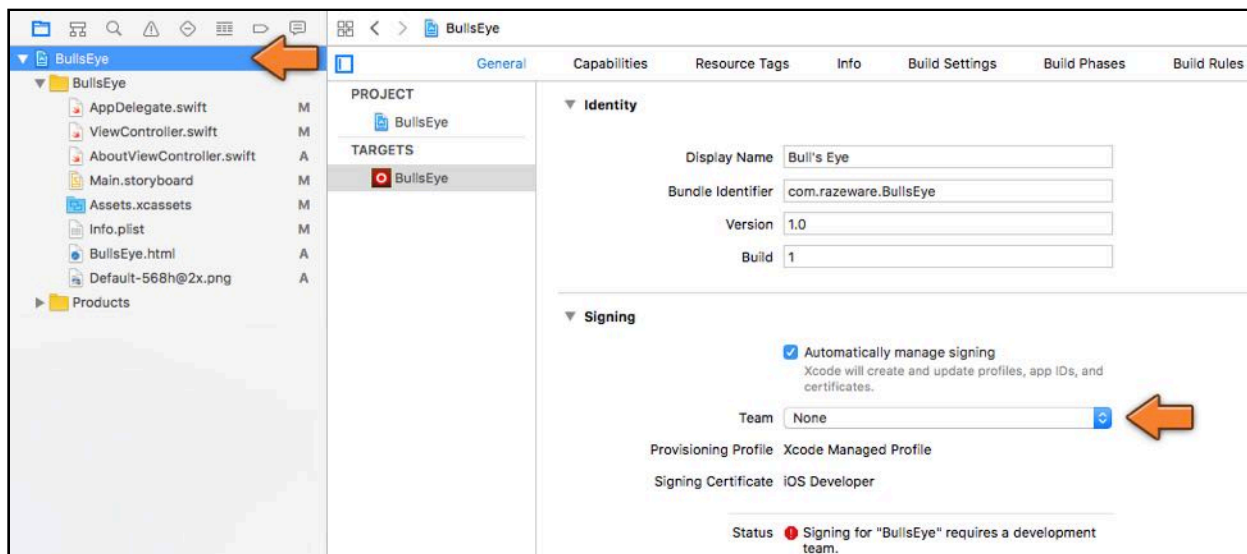 BullsEye
General
Capabilities
Resource Tags
Info
Build Settings
Build Phases
Build Rules
BullsEye
BullsEye
AppDelegate.swift M
ViewController.swift M
AboutViewController.swift A
Main.storyboard M
Assets.xcassets M
Info.plist M
BullsEye.html A
Default-568h@2x.png A
Products
PROJECT
BullsEye
TARGETS
BullsEye
Identity
Display Name Bull's Eye
Bundle Identifier com.razeware.BullsEye
Version 1.0
Build 1
Signing
Automatically manage signing
Xcode will create and update profiles, app IDs, and
certificates.
Team None
Provisioning Profile Xcode Managed Profile
Signing Certificate iOS Developer
Status Signing for "BullsEye" requires a development
team.